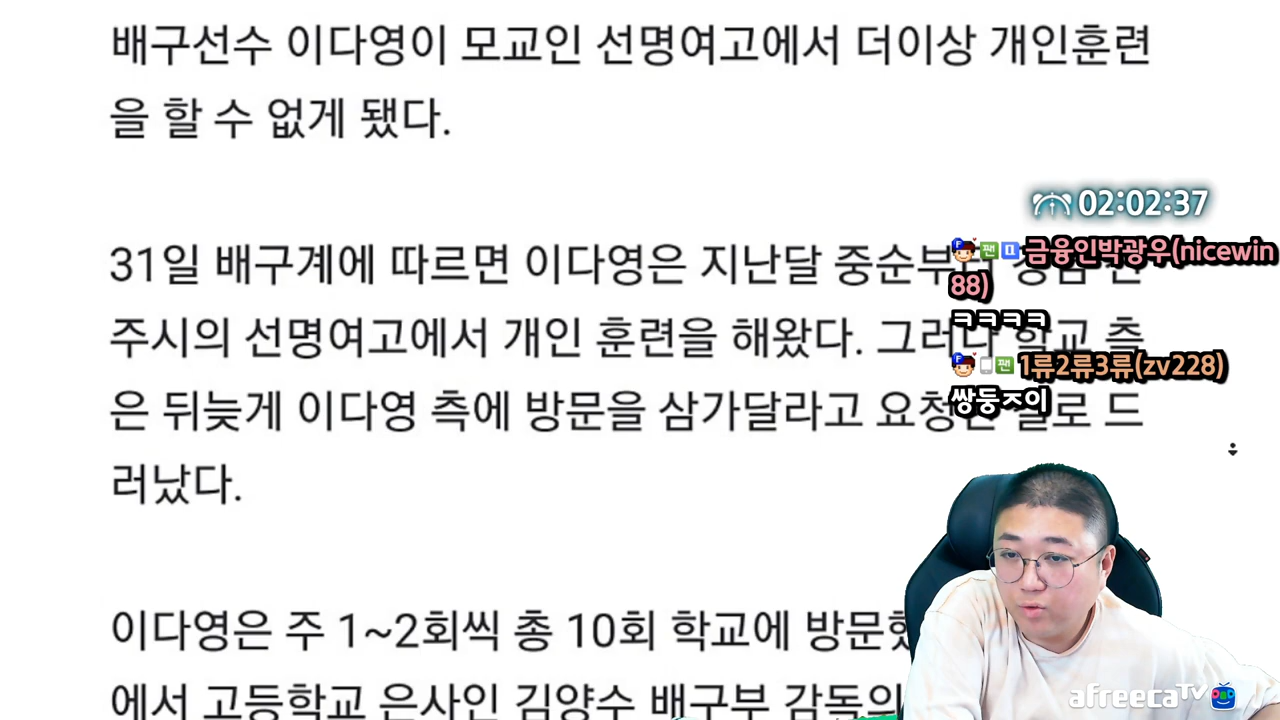 배구선수 이다영이 모교인 선명여고에서 더이상 개인훈련
을 할 수 없게 됐다.
02:02:37
31일 배구계에 따르면 이다영은 지난달 중순부터
금융인박광우(nicewin
88)
ㅋㅋㅋㅋ
주시의 선명여고에서 개인 훈련을 해왔다. 그러나 학교 측
1류2류3류(zv228)
쌍둥ㅈ이
은 뒤늦게 이다영 측에 방문을 삼가달라고 요청한 걸로 드
러났다.
이다영은 주 1~2회씩 총 10회 학교에
에서 고등학교 은사인 김양수 배구부 감독의
afreecaTV